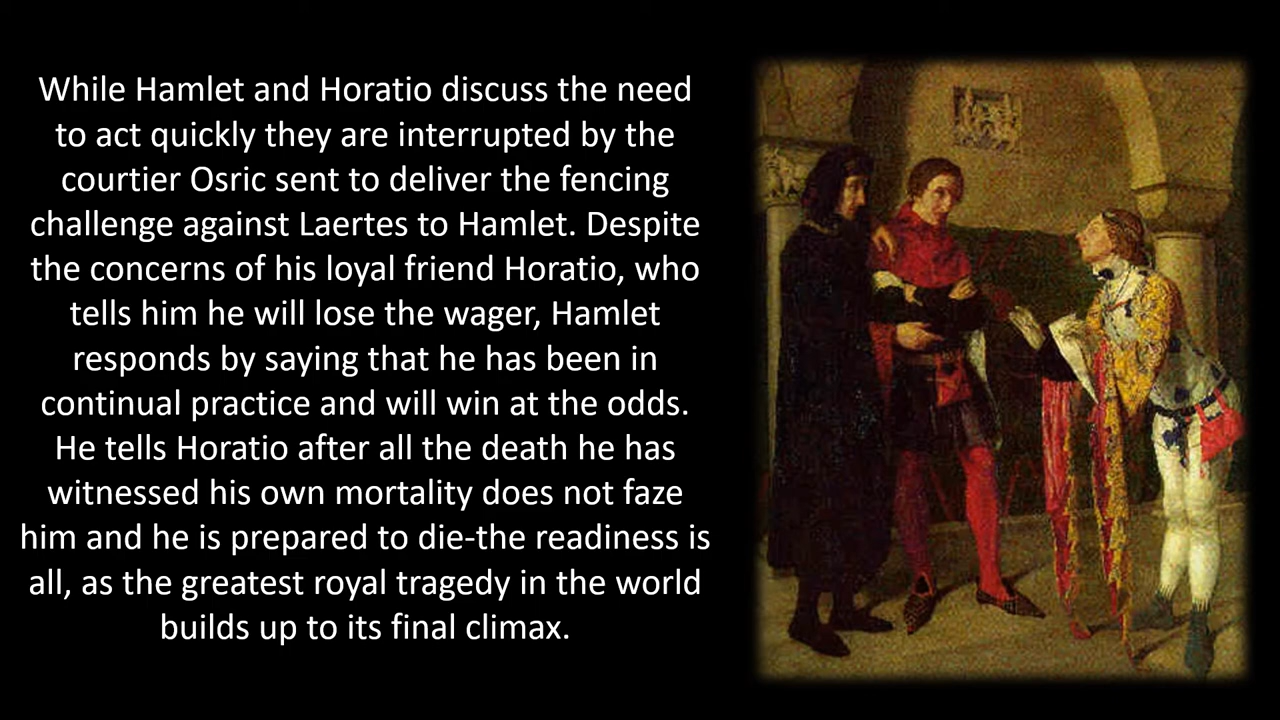 While Hamlet and Horatio discuss the need
to act quickly they are interrupted by the
courtier Osric sent to deliver the fencing
challenge against Laertes to Hamlet. Despite
the concerns of his loyal friend Horatio, who
tells him he will lose the wager, Hamlet
responds by saying that he has been in
continual practice and will win at the odds.
He tells Horatio after all the death he has
witnessed his own mortality does not faze
him and he is prepared to die-the readiness is
all, as the greatest royal tragedy in the world
builds up to its final climax.